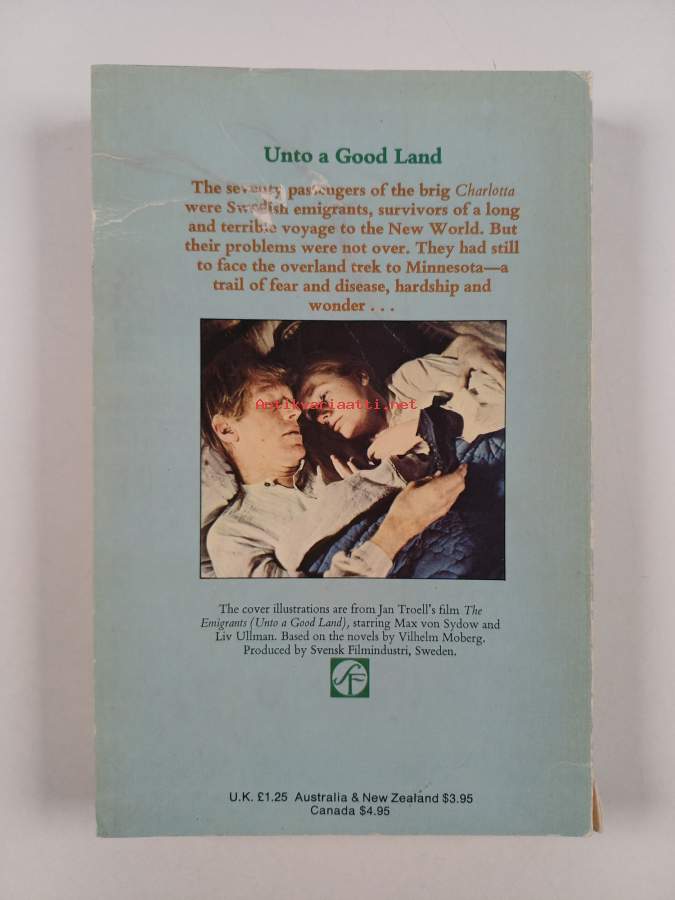 Unto a Good Land
The seventy passengers of the brig Charlotta
were Swedish emigrants, survivors of a long
and terrible voyage to the New World. But
their problems were not over. They had still
to face the overland trek to Minnesota—a
trail of fear and disease, hardship and
wonder . . .
Antikvariaatti.net
The cover illustrations are from Jan Troell's film The
Emigrants (Unto a Good Land), starring Max von Sydow and
Liv Ullman. Based on the novels by Vilhelm Moberg.
Produced by Svensk Filmindustri, Sweden.
SF
U.K. £1.25 Australia & New Zealand $3.95
Canada $4.95